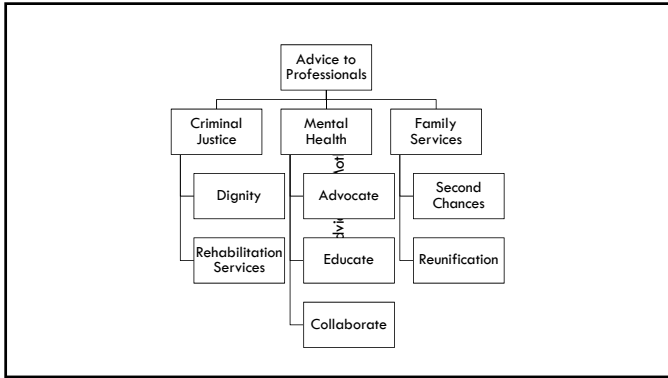 Advice to
Professionals
Criminal
Justice
Mental
Health
Family
Services
Dignity
Advocate
Second
Chances
Rehabilitation
Services
Educate
Reunification
Collaborate